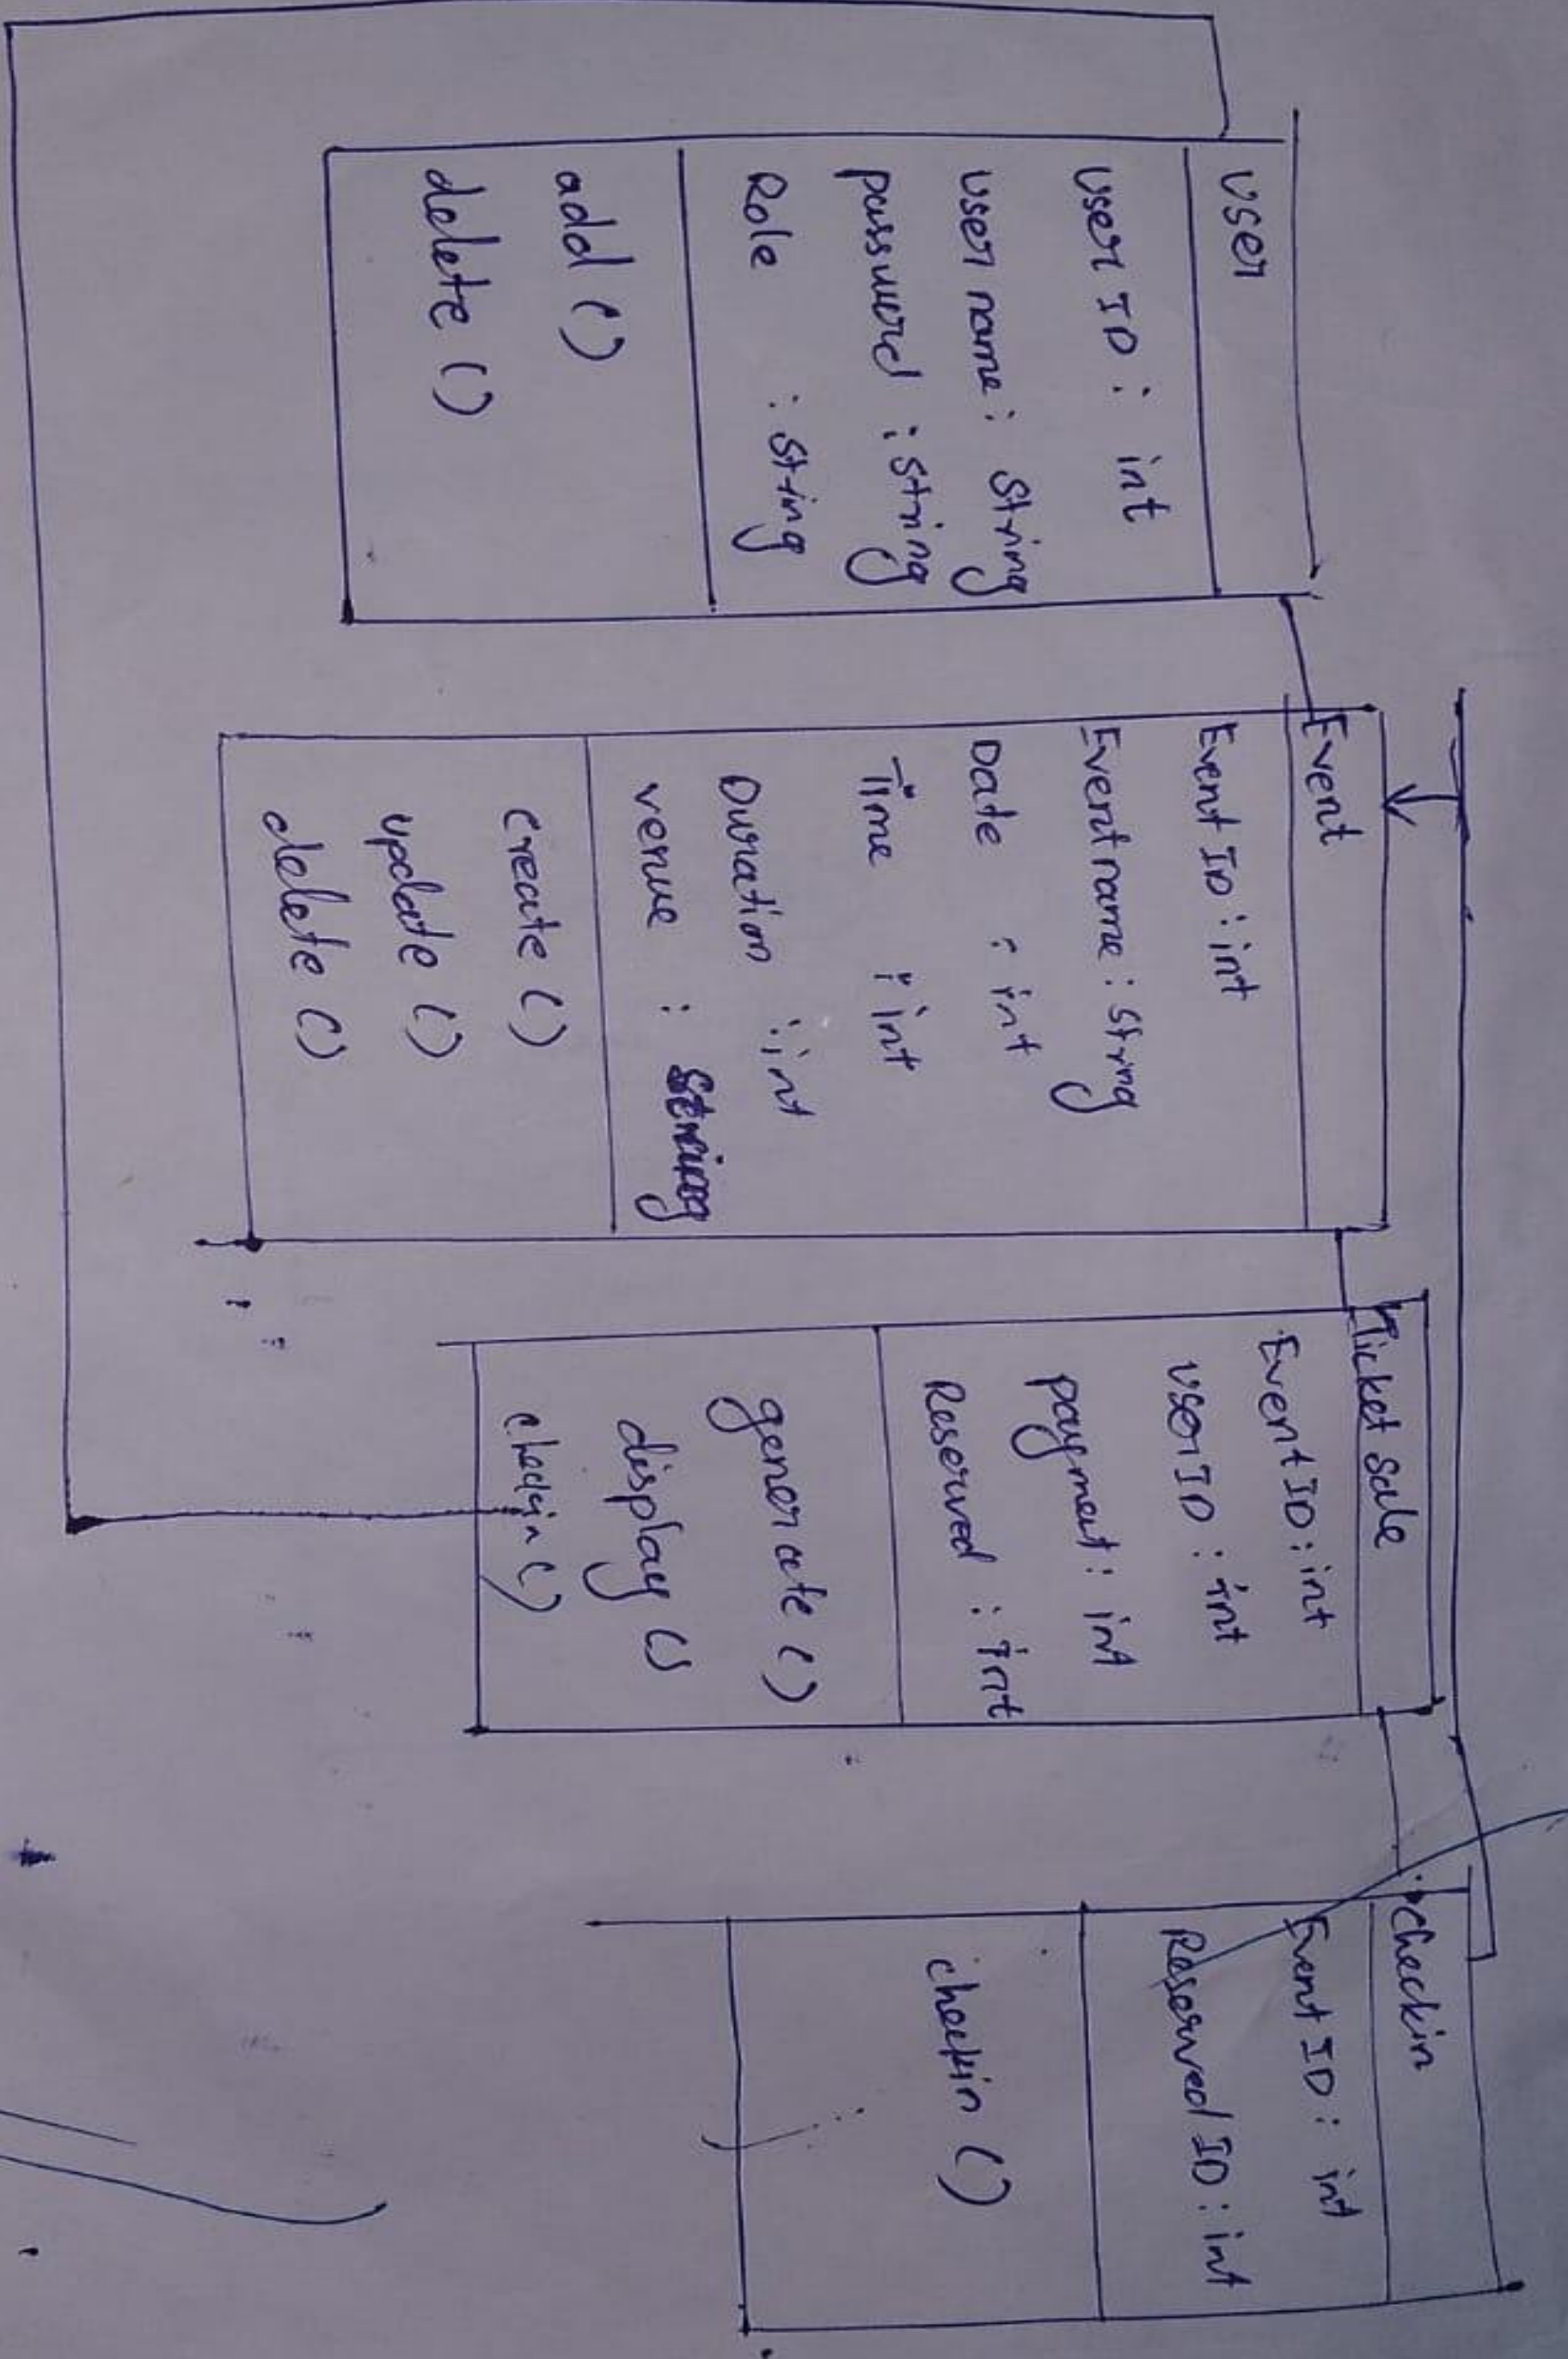 User
User ID : int
User name : String
password : String
Role : String
add ()
delete ()
Event
Event ID : int
Event name : String
Date : int
Time : int
Duration : int
venue : String
create ()
update ()
delete ()
Ticket Sale
Event ID : int
User ID : int
payment : int
Reserved : int
generate ()
display ()
checkin ()
checkin
Event ID : int
Reserved ID : int
checkin ()